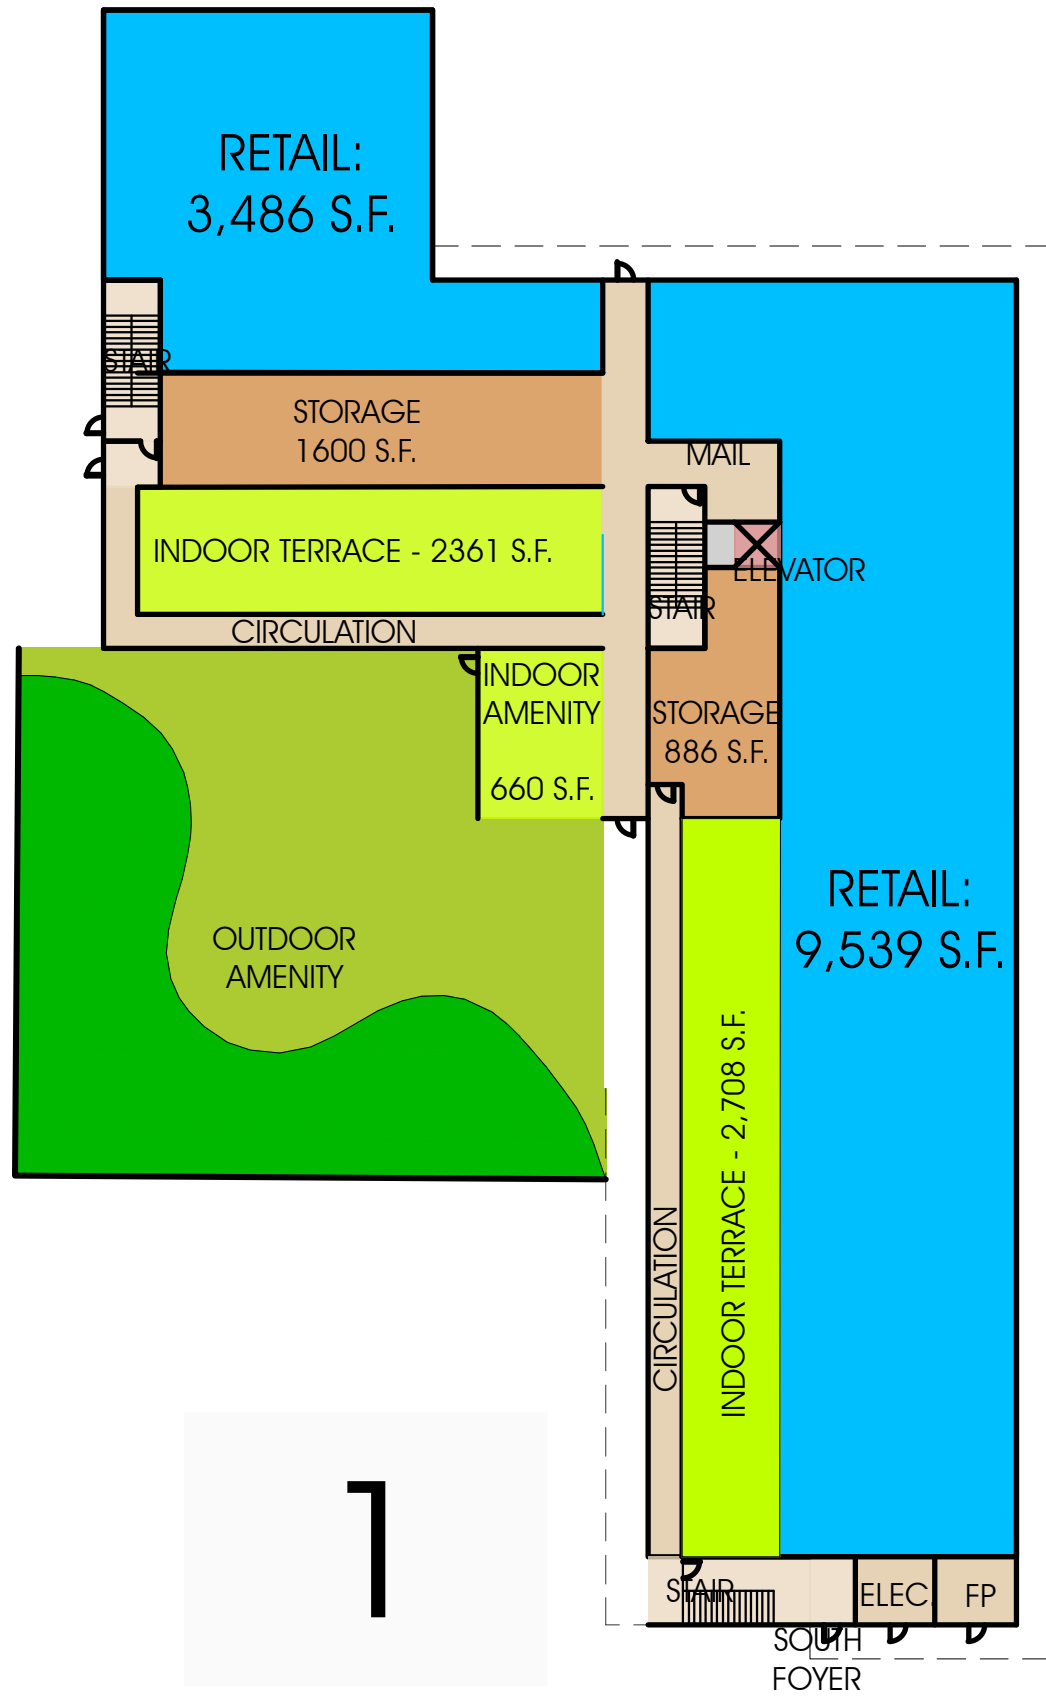 RETAIL:
3,486 S.F.
STAIR
STORAGE
1600 S.F.
MAIL
INDOOR TERRACE - 2361 S.F.
ELEVATOR
STAIR
CIRCULATION
INDOOR
AMENITY
660 S.F.
STORAGE
886 S.F.
RETAIL:
9,539 S.F.
OUTDOOR
AMENITY
INDOOR TERRACE - 2,708 S.F.
CIRCULATION
1
STAIR
ELEC.
FP
SOUTH
FOYER